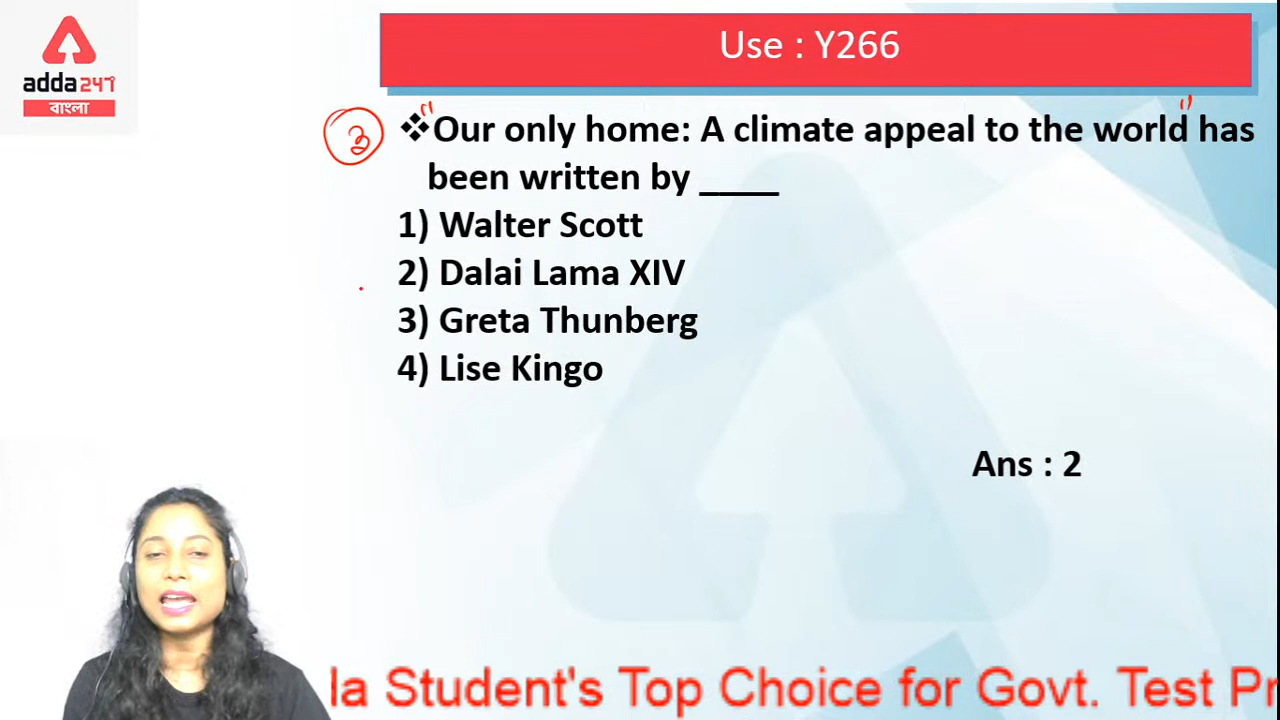 adda247
বাংলা
Use : Y266
3
❖"Our only home: A climate appeal to the world" has
been written by ____
1) Walter Scott
2) Dalai Lama XIV
3) Greta Thunberg
4) Lise Kingo
Ans : 2
la Student's Top Choice for Govt. Test Pr